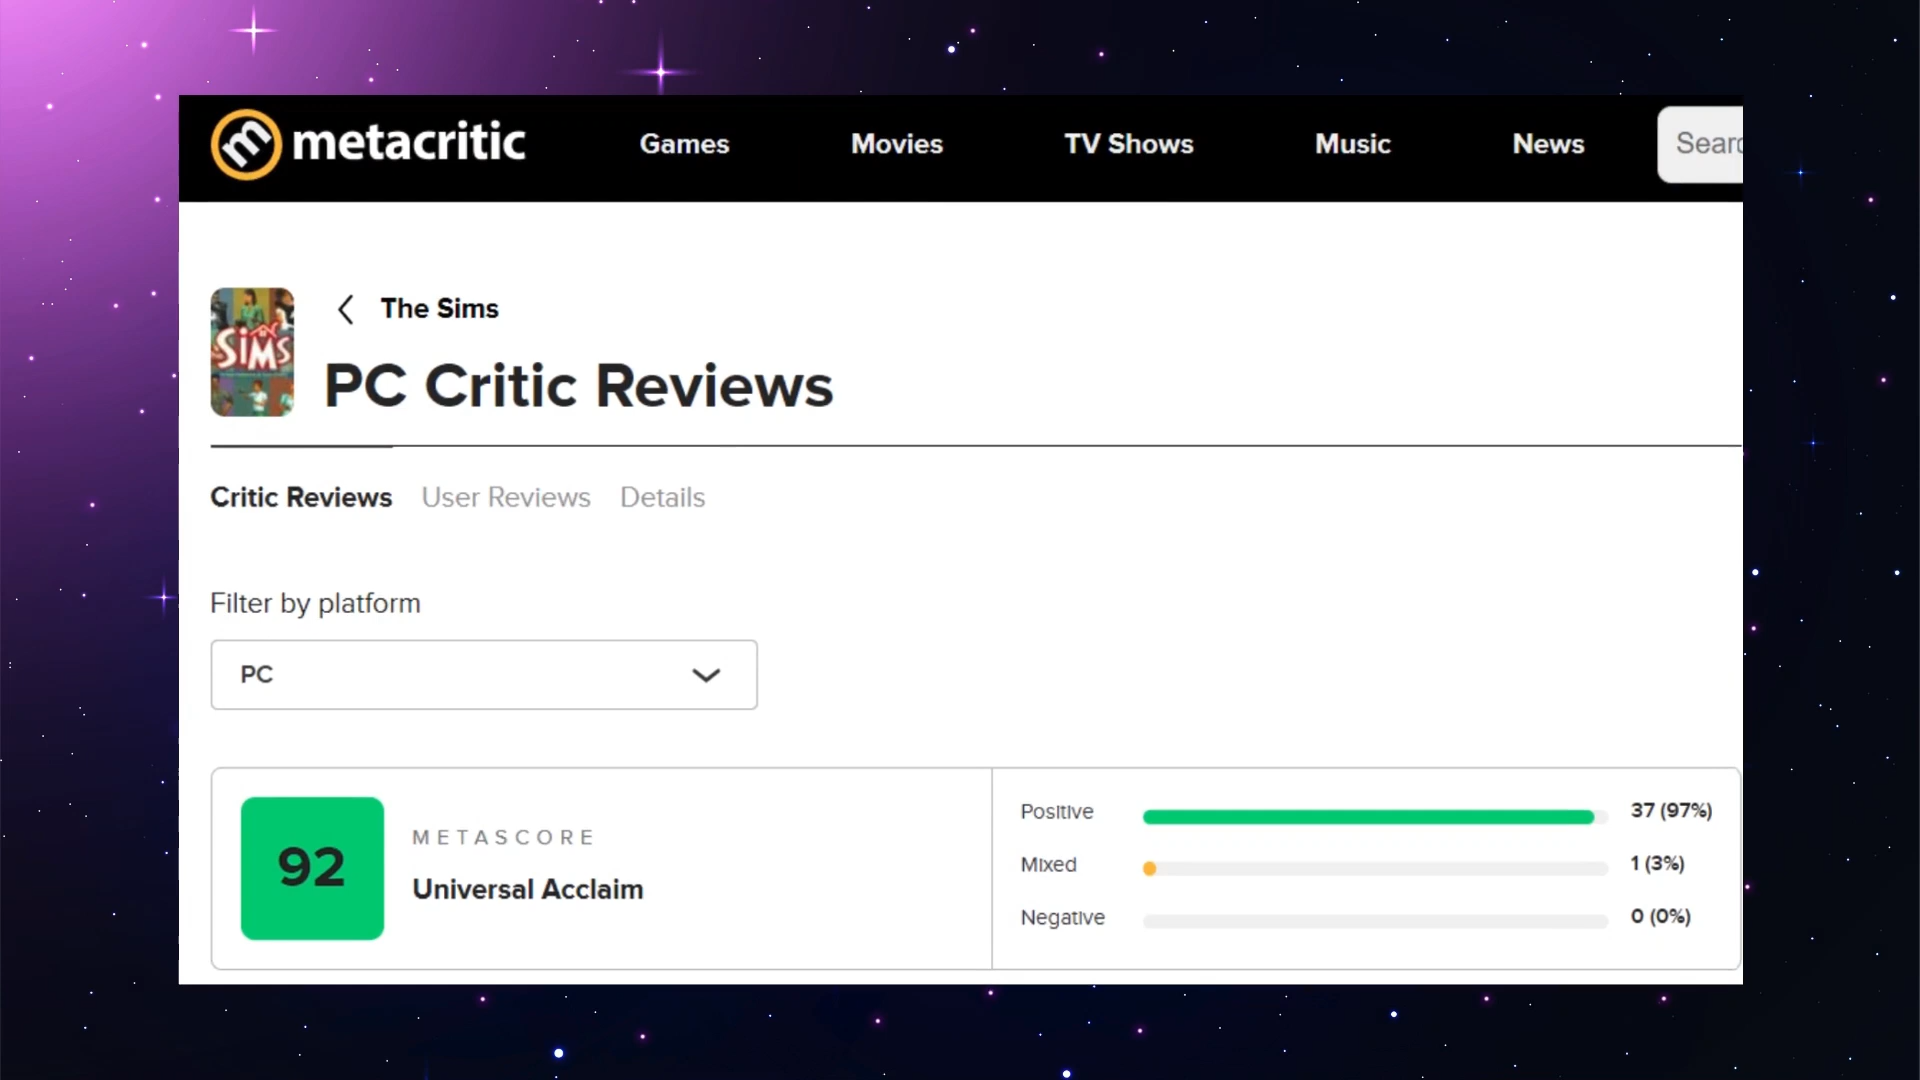 metacritic Games Movies TV Shows Music News Sear
SiMS
The Sims
PC Critic Reviews
Critic Reviews User Reviews Details
Filter by platform
PC
92
METASCORE
Universal Acclaim
Positive 37 (97%)
Mixed 1 (3%)
Negative 0 (0%)